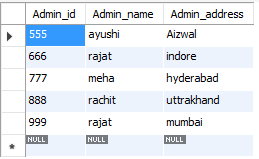 Admin_id Admin_name Admin_address
555 ayushi Aizwal
666 rajat indore
777 meha hyderabad
888 rachit uttrakhand
999 rajat mumbai
NULL NULL NULL